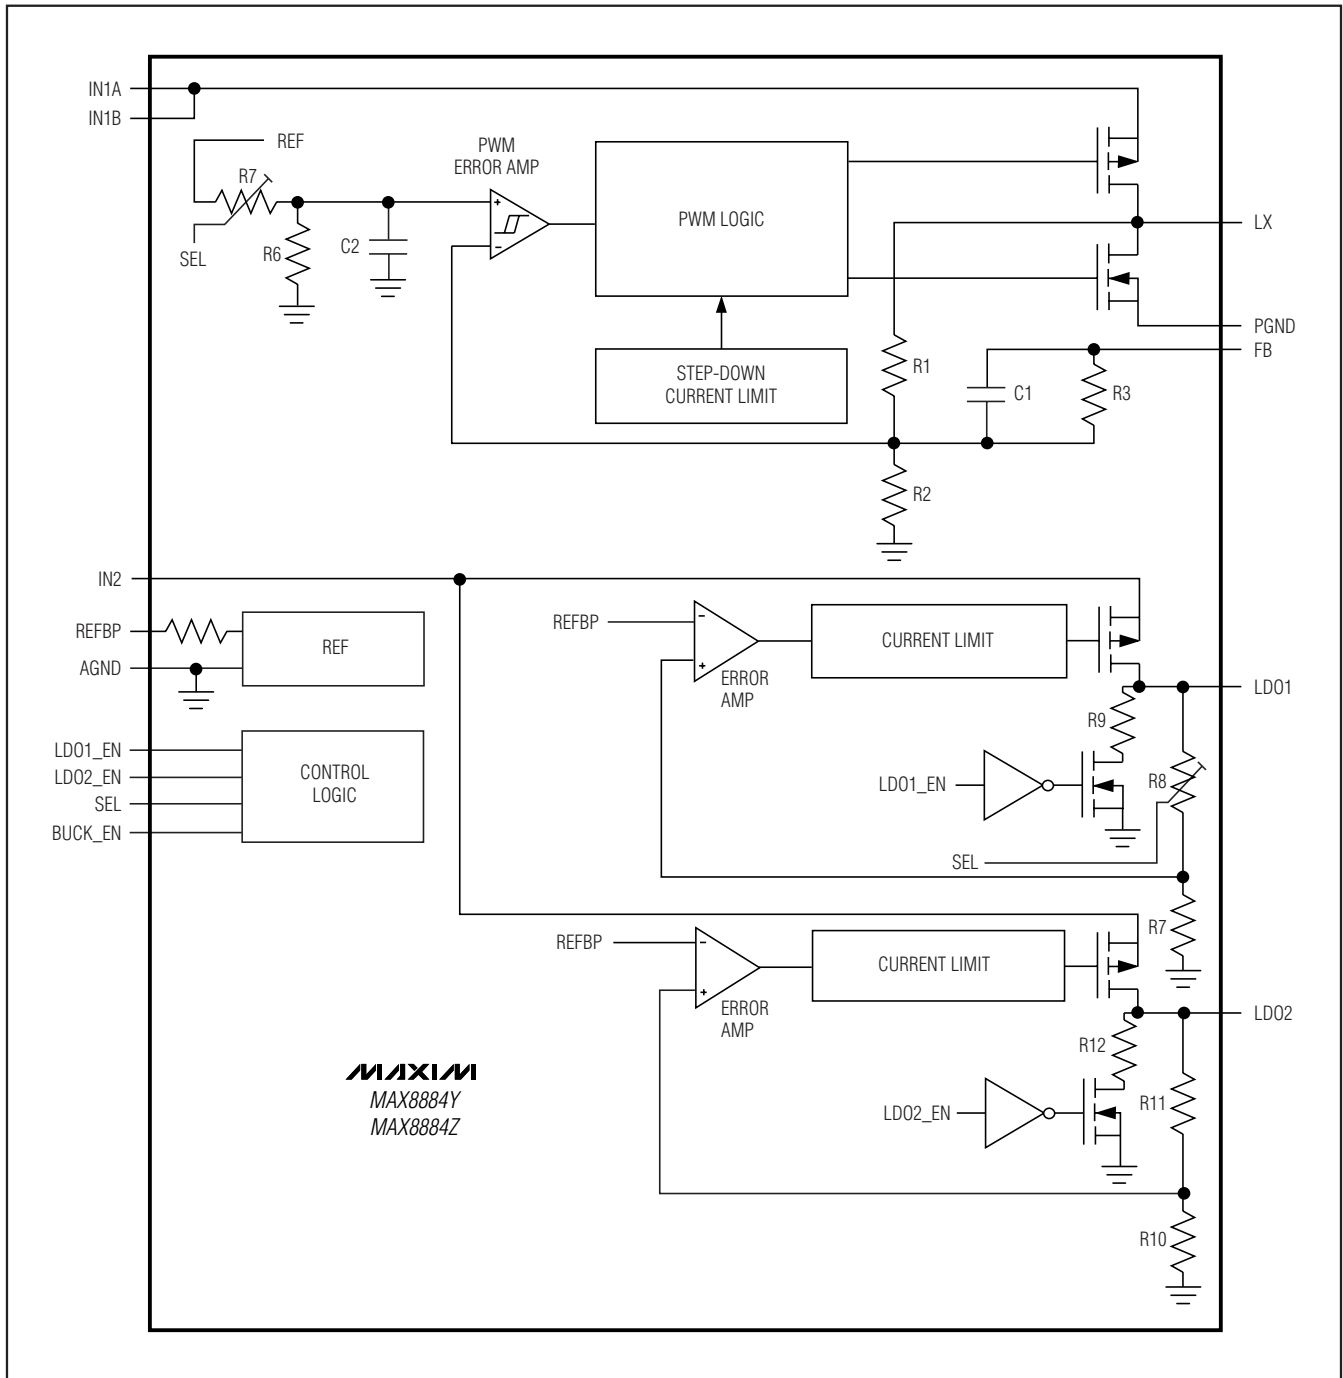 IN1A
IN1B
REF
R7
SEL
R6
C2
PWM
ERROR AMP
+
-
PWM LOGIC
STEP-DOWN
CURRENT LIMIT
LX
PGND
FB
R1
C1
R3
R2
IN2
REFBP
AGND
REF
LDO1_EN
LDO2_EN
SEL
BUCK_EN
CONTROL
LOGIC
REFBP
-
+
ERROR
AMP
CURRENT LIMIT
LDO1
R9
LDO1_EN
R8
SEL
R7
REFBP
-
+
ERROR
AMP
CURRENT LIMIT
LDO2
R12
LDO2_EN
R11
R10
MAXIM
MAX8884Y
MAX8884Z